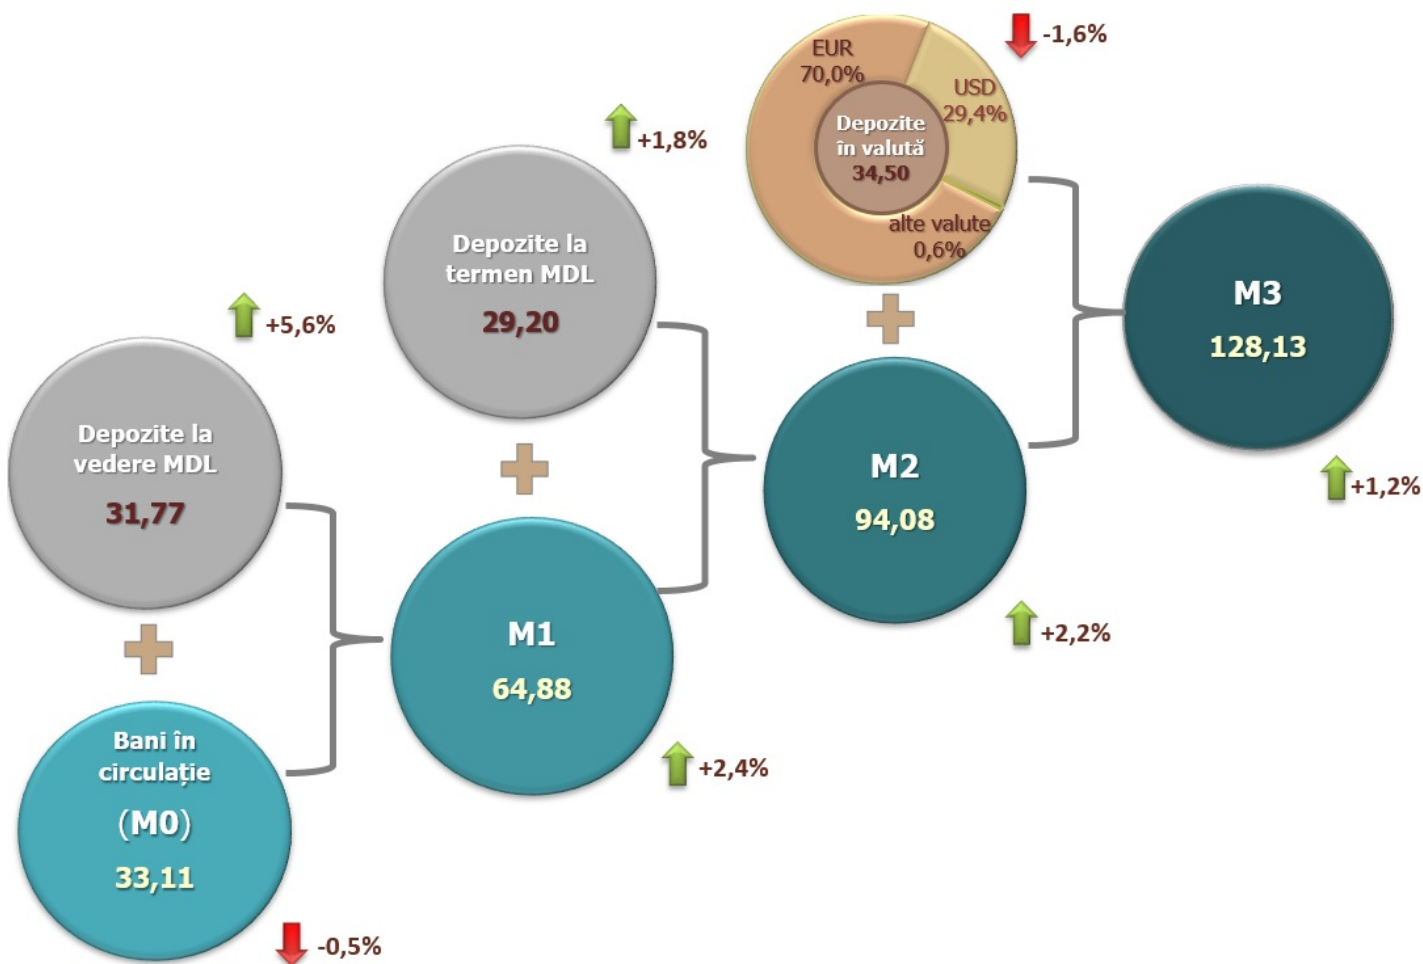 EUR
70,0%
USD
29,4%
Depozite
în valută
34,50
alte valute
0,6%
-1,6%
+1,8%
Depozite la
termen MDL
29,20
M3
128,13
+1,2%
+5,6%
Depozite la
vedere MDL
31,77
M2
94,08
+2,2%
M1
64,88
+2,4%
Bani în
circulație
(M0)
33,11
-0,5%